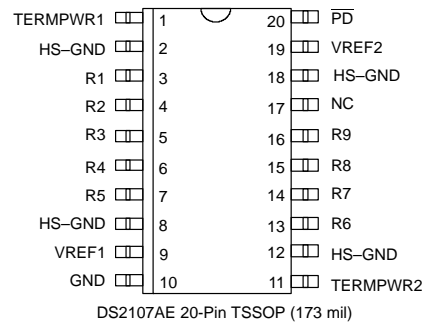 TERMPWR1 1 20 PD
HS–GND 2 19 VREF2
R1 3 18 HS–GND
R2 4 17 NC
R3 5 16 R9
R4 6 15 R8
R5 7 14 R7
HS–GND 8 13 R6
VREF1 9 12 HS–GND
GND 10 11 TERMPWR2
DS2107AE 20-Pin TSSOP (173 mil)